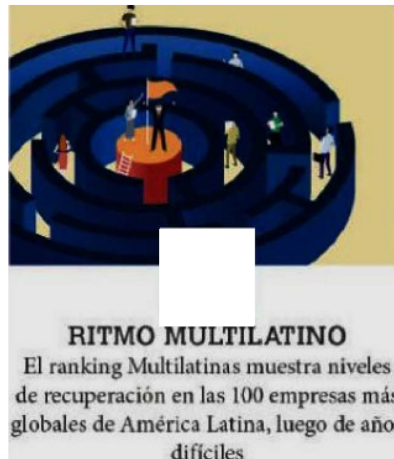 RITMO MULTILATINO
El ranking Multilatinas muestra niveles
de recuperación en las 100 empresas más
globales de América Latina, luego de año
difíciles